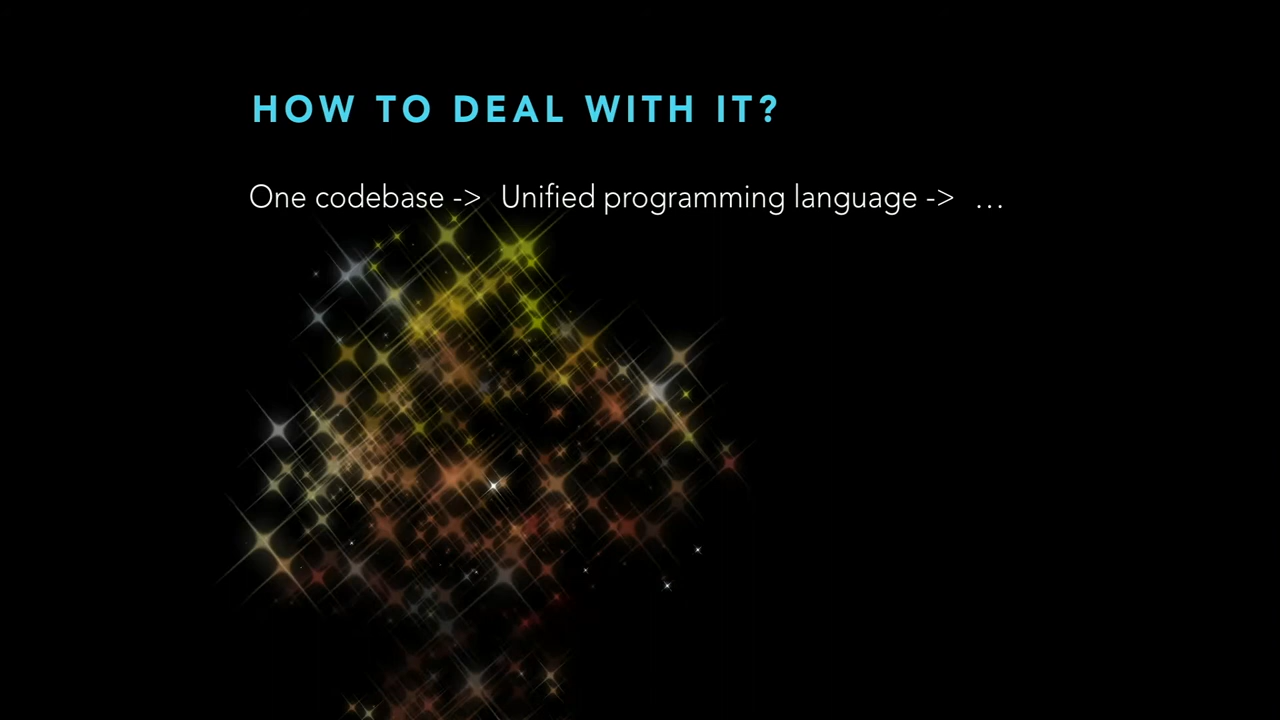 HOW TO DEAL WITH IT?
One codebase -> Unified programming language -> …